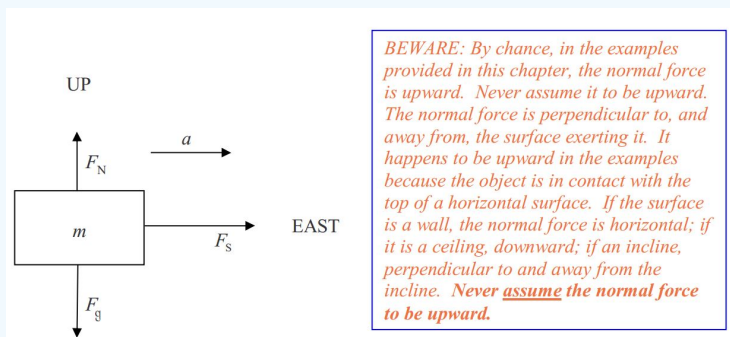 UP
a
F_N
m
F_s
EAST
F_g
BEWARE: By chance, in the examples
provided in this chapter, the normal force
is upward. Never assume it to be upward.
The normal force is perpendicular to, and
away from, the surface exerting it. It
happens to be upward in the examples
because the object is in contact with the
top of a horizontal surface. If the surface
is a wall, the normal force is horizontal; if
it is a ceiling, downward; if an incline,
perpendicular to and away from the
incline. Never assume the normal force
to be upward.